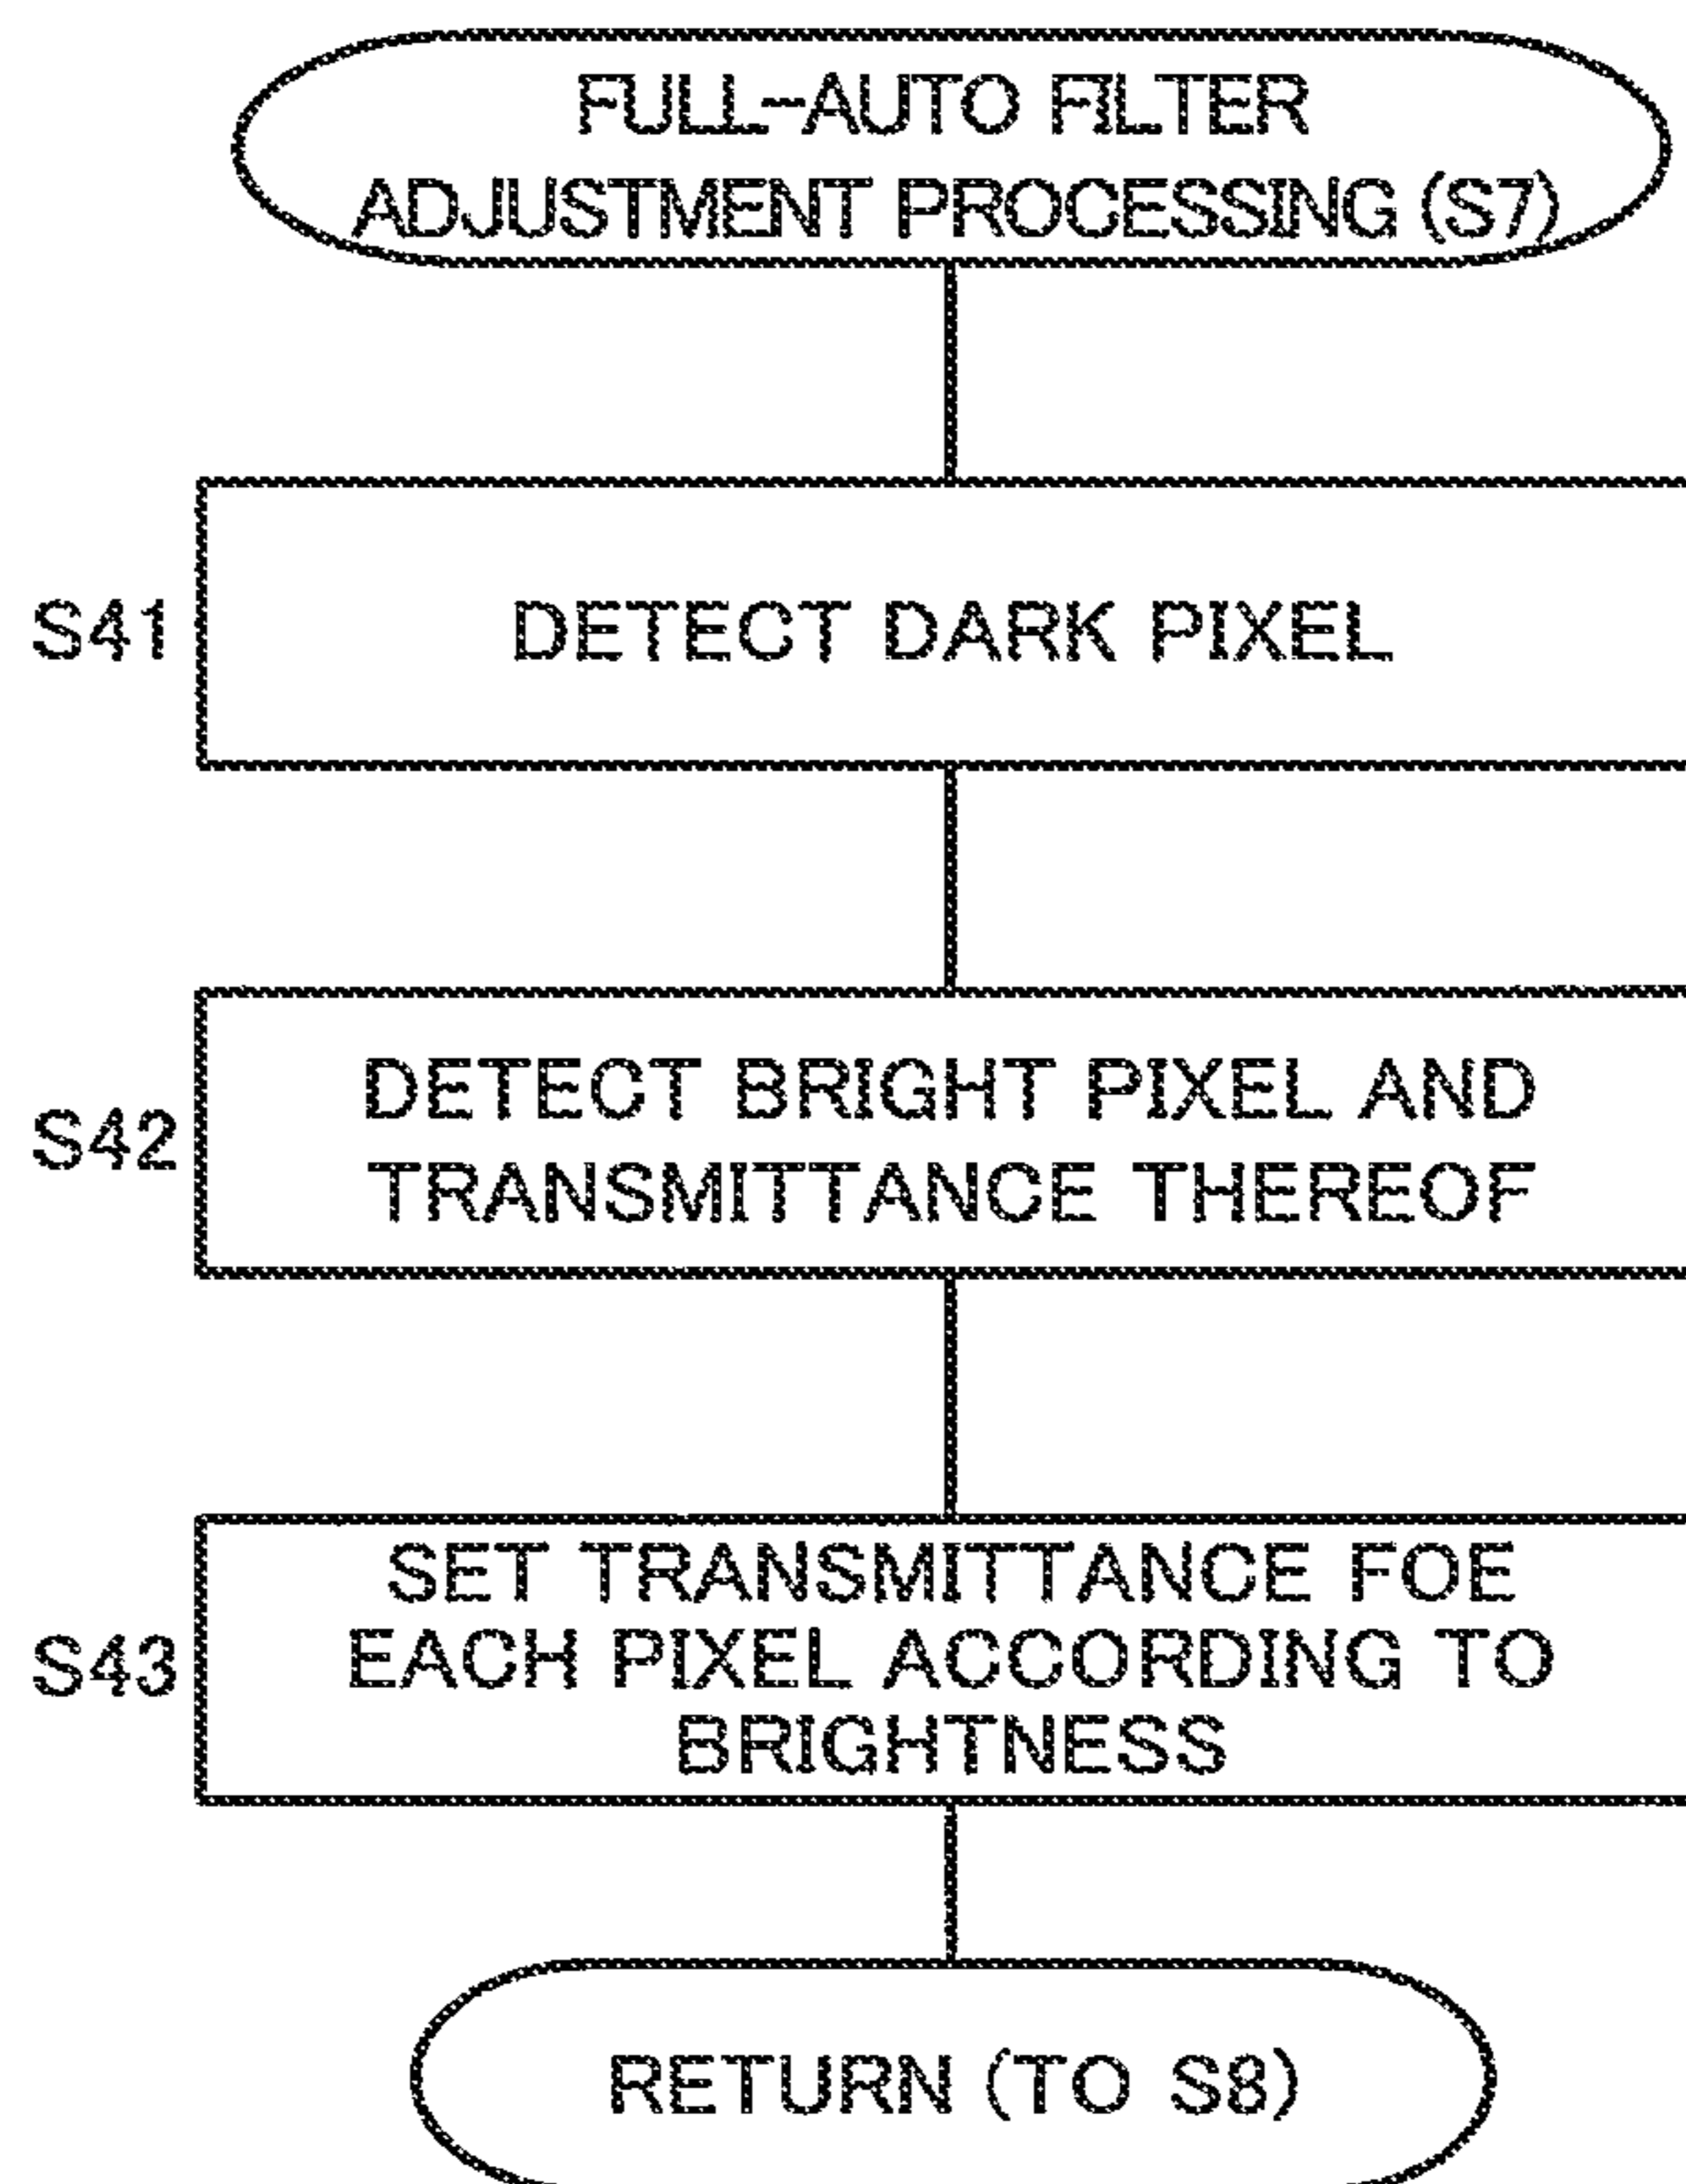 FULL-AUTO FILTER
ADJUSTMENT PROCESSING (S7)
S41
DETECT DARK PIXEL
S42
DETECT BRIGHT PIXEL AND
TRANSMITTANCE THEREOF
S43
SET TRANSMITTANCE FOE
EACH PIXEL ACCORDING TO
BRIGHTNESS
RETURN (TO S8)